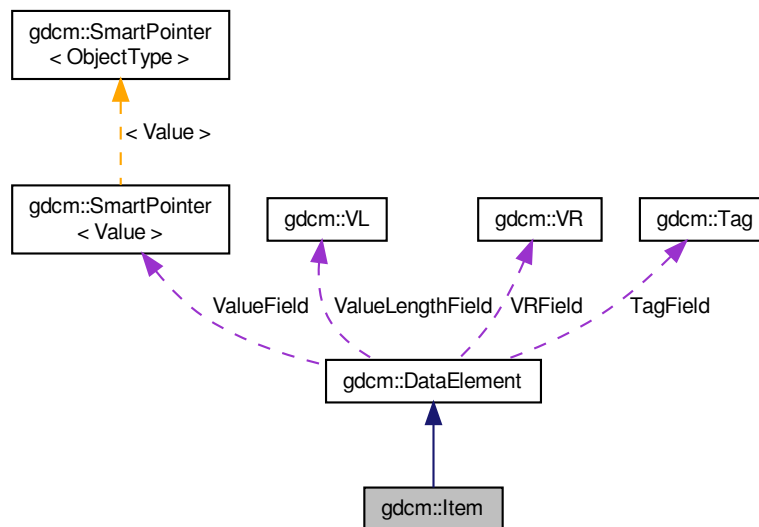 gdcm::SmartPointer
< ObjectType >
< Value >
gdcm::SmartPointer
< Value >
gdcm::VL
gdcm::VR
gdcm::Tag
ValueField
ValueLengthField
VRField
TagField
gdcm::DataElement
gdcm::Item